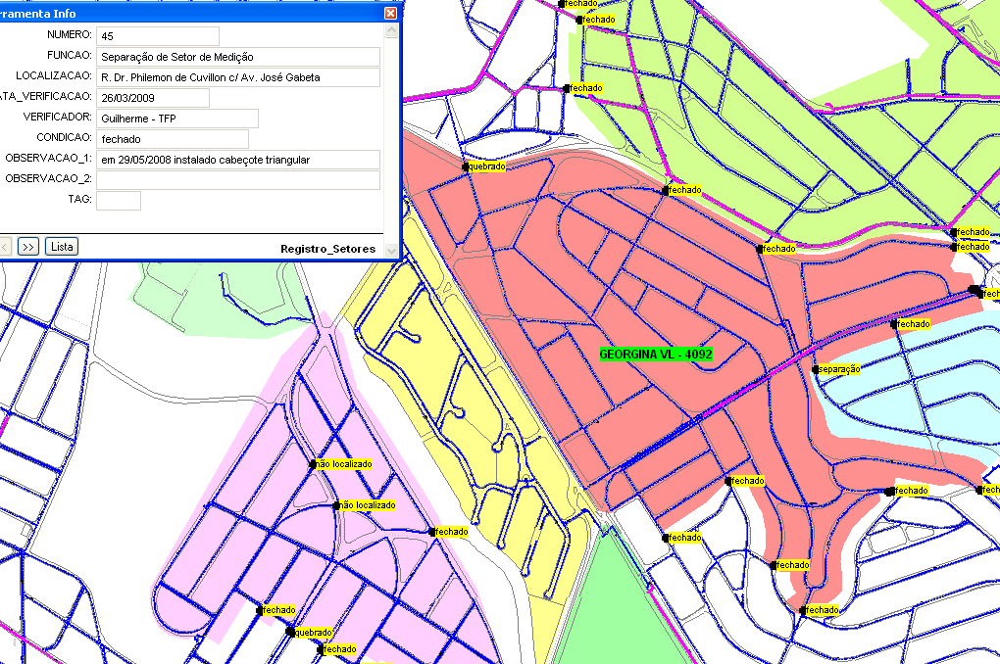 rramenta Info
NUMERO: 45
FUNCAO: Separação de Setor de Medição
LOCALIZACAO: R. Dr. Philemon de Cuvillon c/ Av. José Gabeta
ATA_VERIFICACAO: 26/03/2009
VERIFICADOR: Guilherme - TFP
CONDICAO: fechado
OBSERVACAO_1: em 29/05/2008 instalado cabeçote triangular
OBSERVACAO_2:
TAG:
< >> Lista
Registro_Setores
fechado
fechado
fechado
quebrado
fechado
fechado
fechado
fechado
fech
fechado
GEORGINA VL - 4092
separação
não localizado
fechado
fechado
fech
não localizado
fechado
fechado
fechado
fechado
fechado
quebrado
fechado